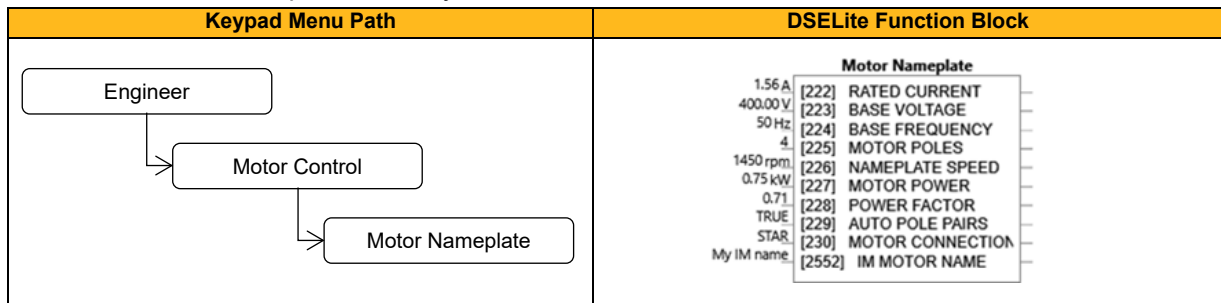 Keypad Menu Path
DSELite Function Block
Engineer
Motor Control
Motor Nameplate
Motor Nameplate
1.56 A [222] RATED CURRENT
400.00 V [223] BASE VOLTAGE
50 Hz [224] BASE FREQUENCY
4 [225] MOTOR POLES
1450 rpm [226] NAMEPLATE SPEED
0.75 kW [227] MOTOR POWER
0.71 [228] POWER FACTOR
TRUE [229] AUTO POLE PAIRS
STAR [230] MOTOR CONNECTION
My IM name [2552] IM MOTOR NAME